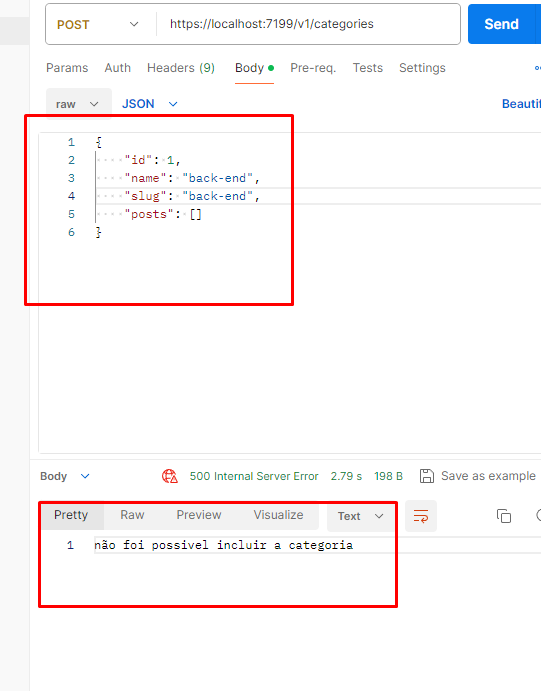 POST https://localhost:7199/v1/categories Send
Params Auth Headers (9) Body Pre-req. Tests Settings
raw JSON Beautif
1 {
2 "id": 1,
3 "name": "back-end",
4 "slug": "back-end",
5 "posts": []
6 }
Body 500 Internal Server Error 2.79 s 198 B Save as example
Pretty Raw Preview Visualize Text
1 não foi possivel incluir a categoria